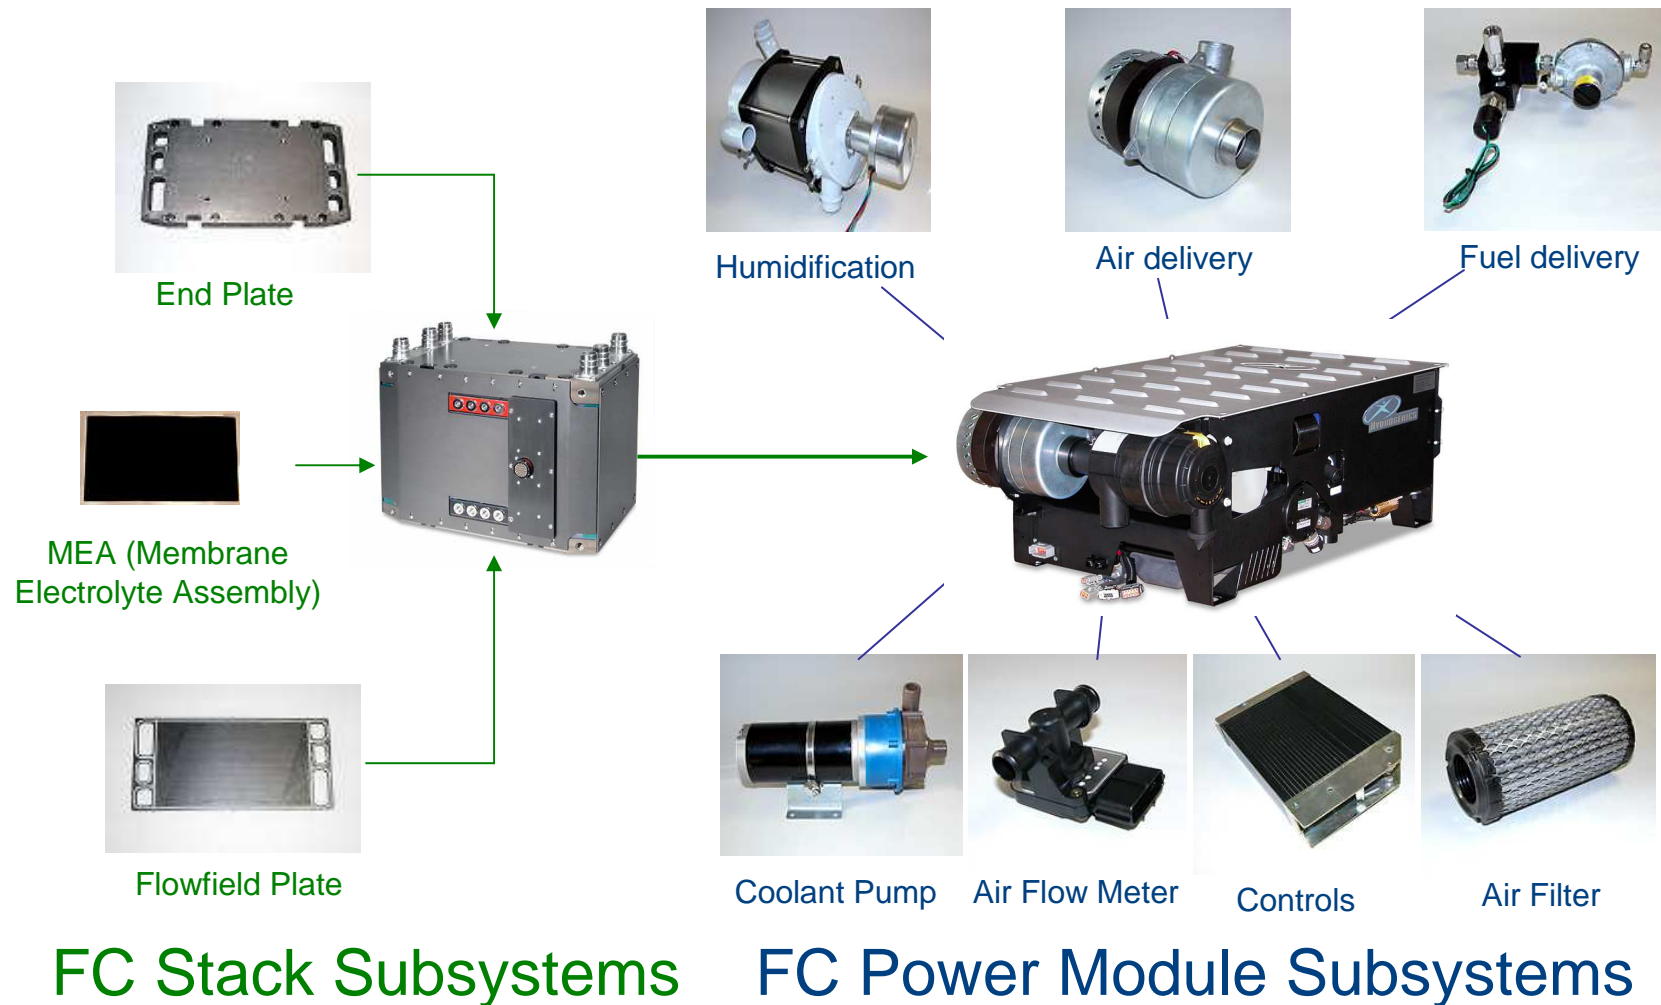 Humidification
Air delivery
Fuel delivery
End Plate
HYDROGENICS
MEA (Membrane
Electrolyte Assembly)
Flowfield Plate
Coolant Pump
Air Flow Meter
Controls
Air Filter
FC Stack Subsystems
FC Power Module Subsystems